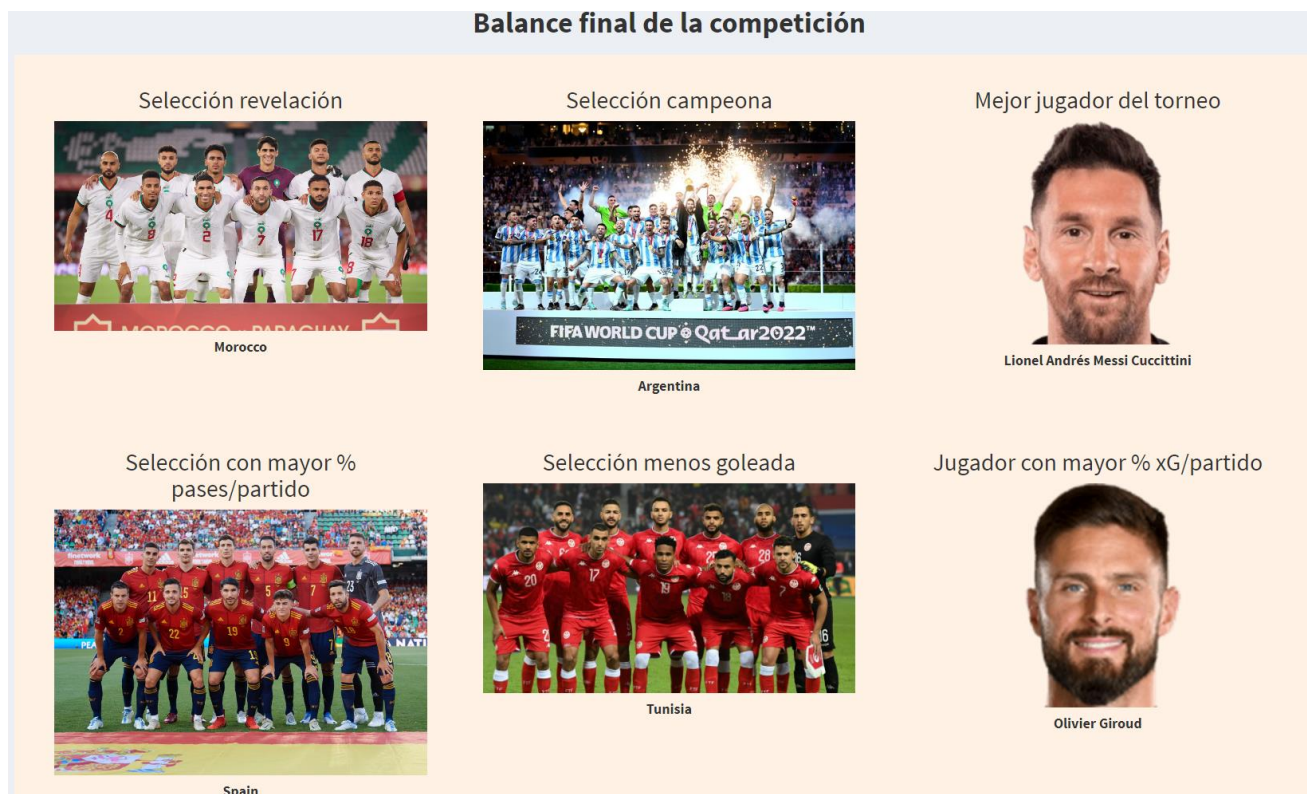 Balance final de la competición
Selección revelación
MOROCCO vs PARAGUAY
Morocco
Selección campeona
FIFA WORLD CUP Qatar2022™
Argentina
Mejor jugador del torneo
Lionel Andrés Messi Cuccittini
Selección con mayor %
pases/partido
Spain
Selección menos goleada
Tunisia
Jugador con mayor % xG/partido
Olivier Giroud